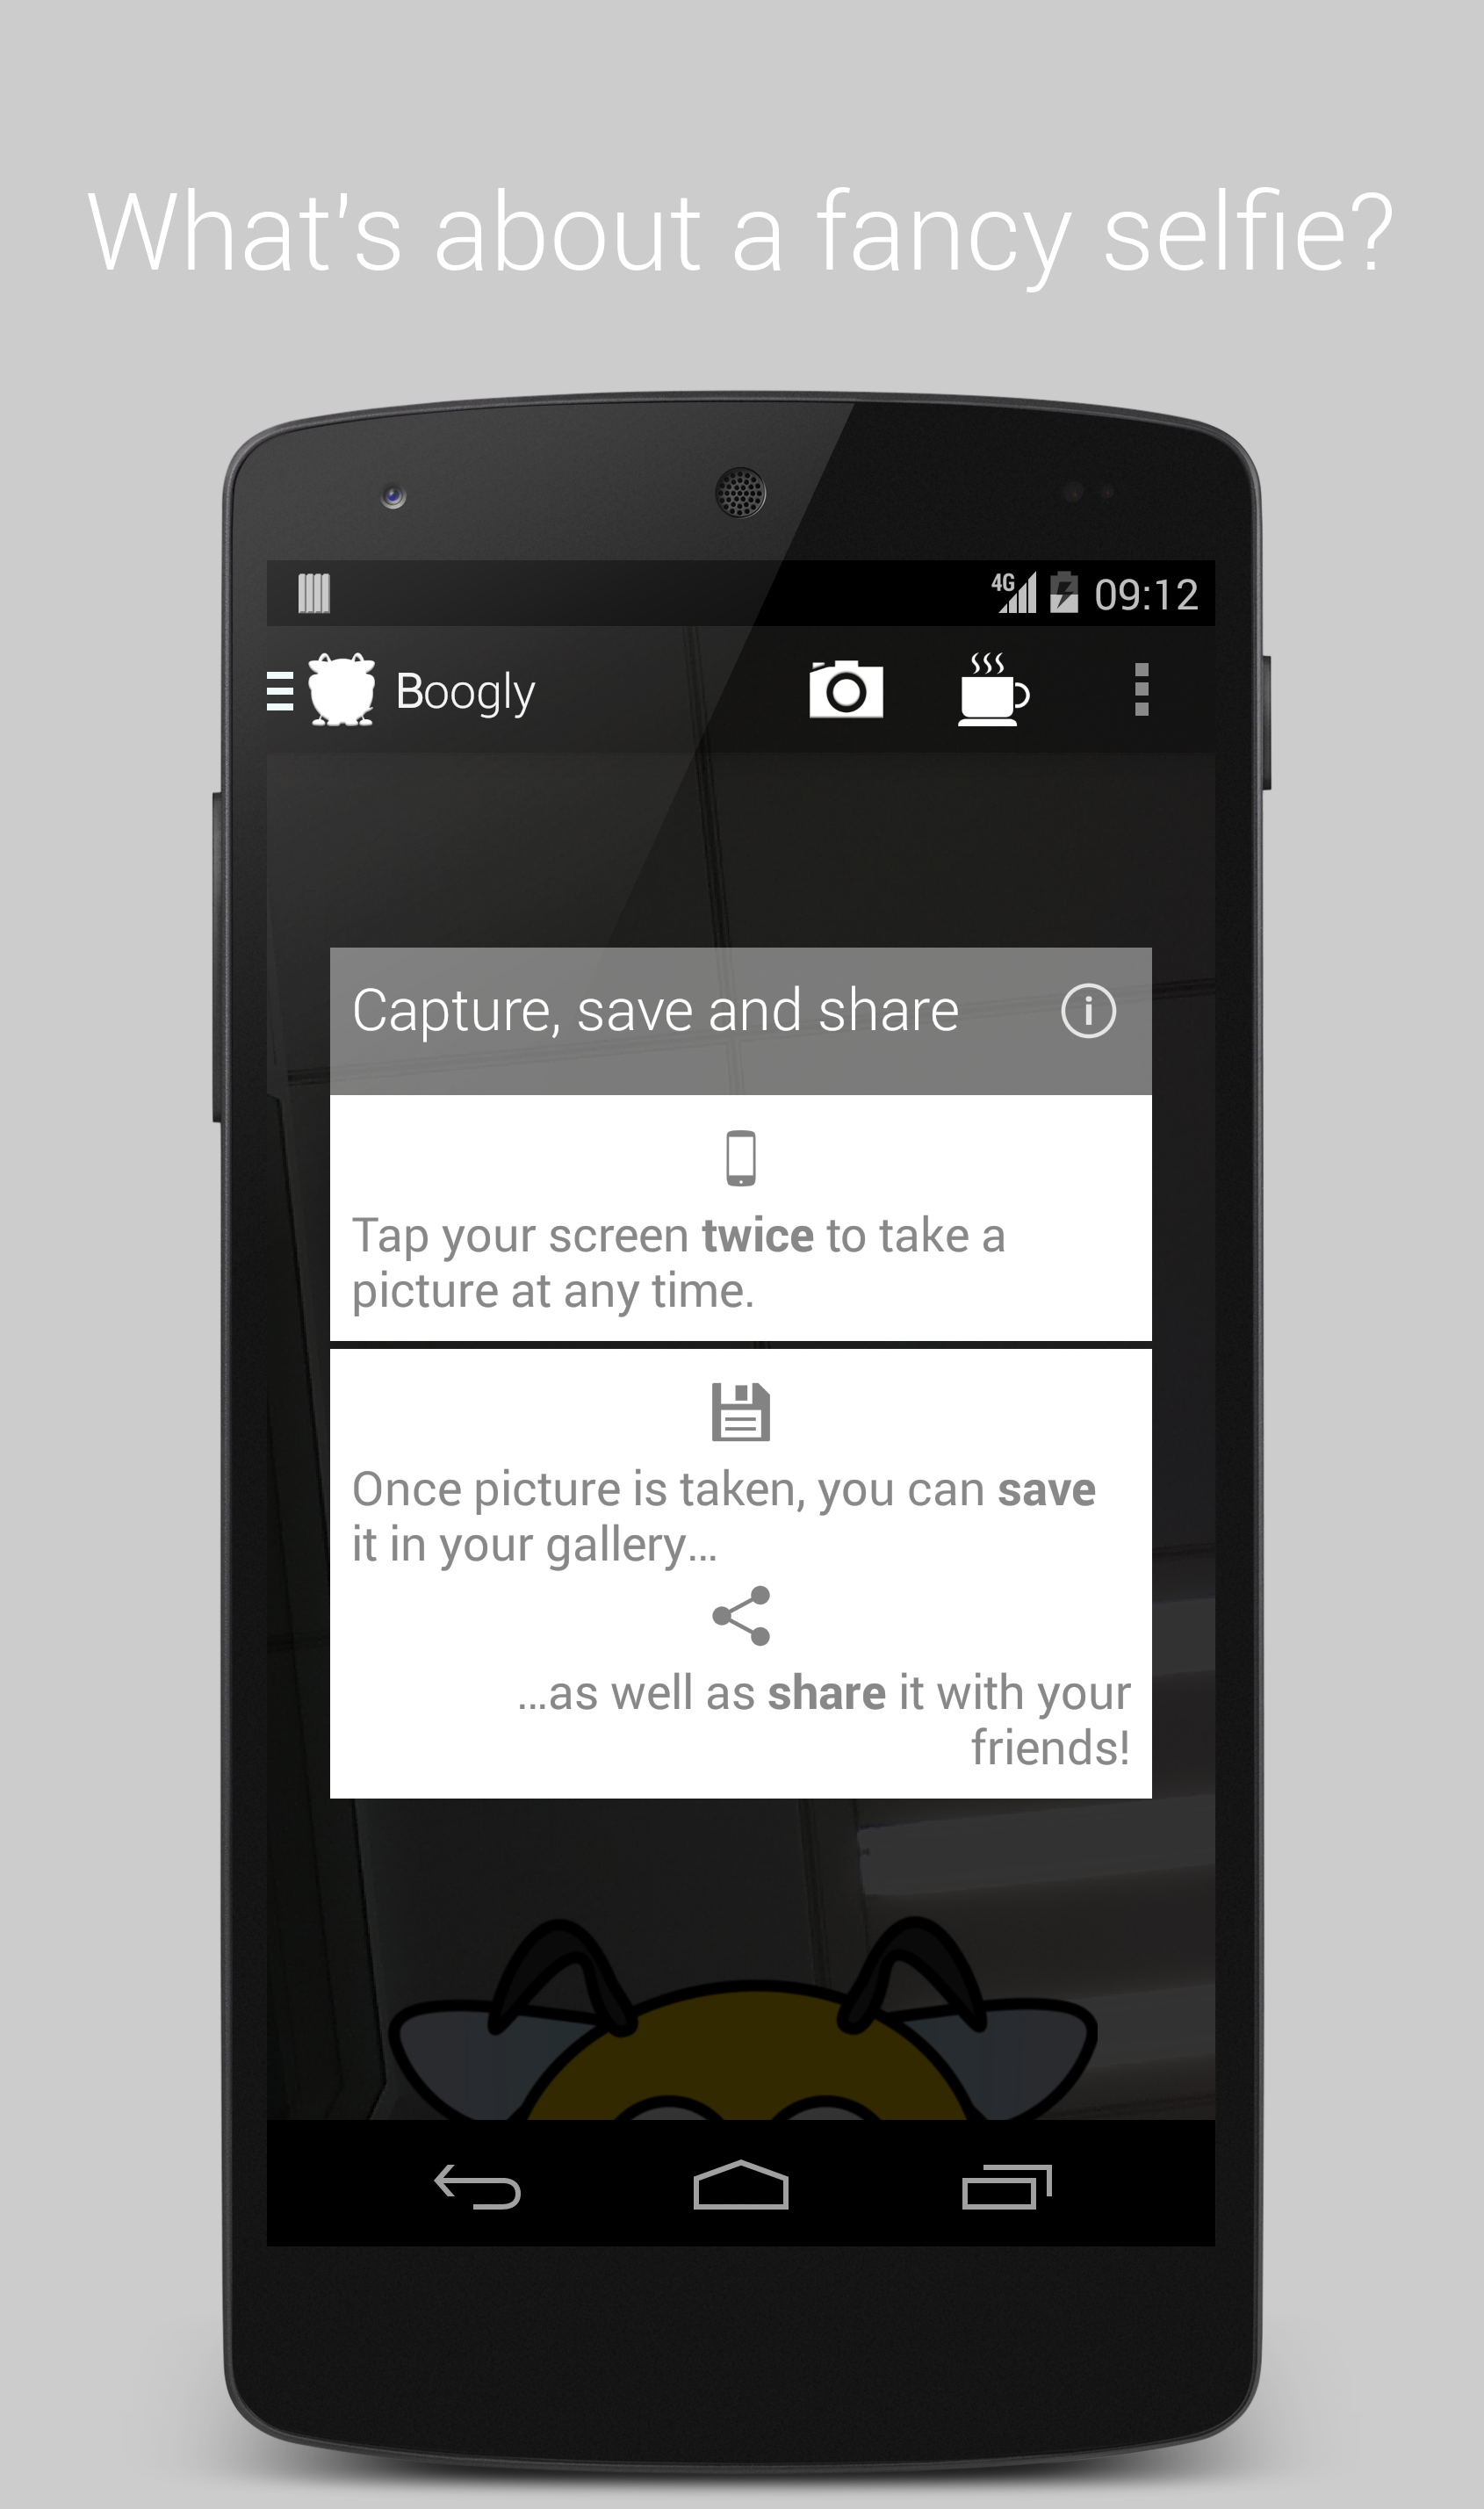 What's about a fancy selfie?
4G 09:12
Boogly
Capture, save and share
Tap your screen twice to take a
picture at any time.
Once picture is taken, you can save
it in your gallery...
...as well as share it with your
friends!